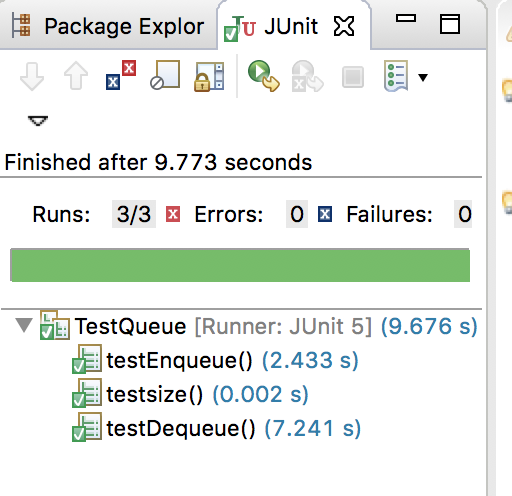 Package Explor JUnit
Finished after 9.773 seconds
Runs: 3/3 Errors: 0 Failures: 0
TestQueue [Runner: JUnit 5] (9.676 s)
testEnqueue() (2.433 s)
testsize() (0.002 s)
testDequeue() (7.241 s)